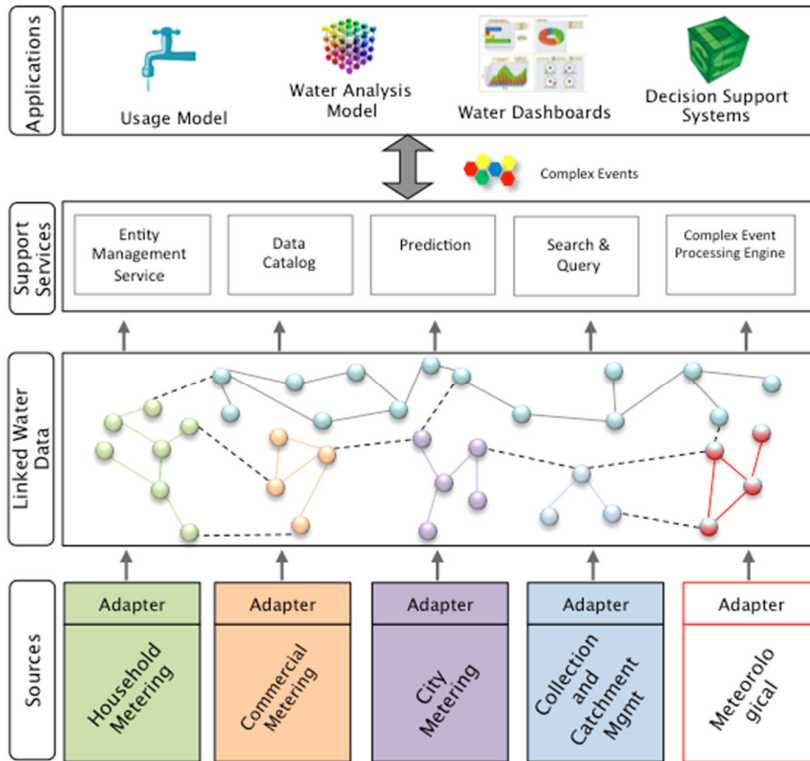 Applications
Usage Model
Water Analysis
Model
Water Dashboards
Decision Support
Systems
Complex Events
Support
Services
Entity
Management
Service
Data
Catalog
Prediction
Search &
Query
Complex Event
Processing Engine
Linked Water
Data
Sources
Adapter
Household
Metering
Adapter
Commercial
Metering
Adapter
City
Metering
Adapter
Collection
and
Catchment
Mgmt
Adapter
Meteorolo
gical